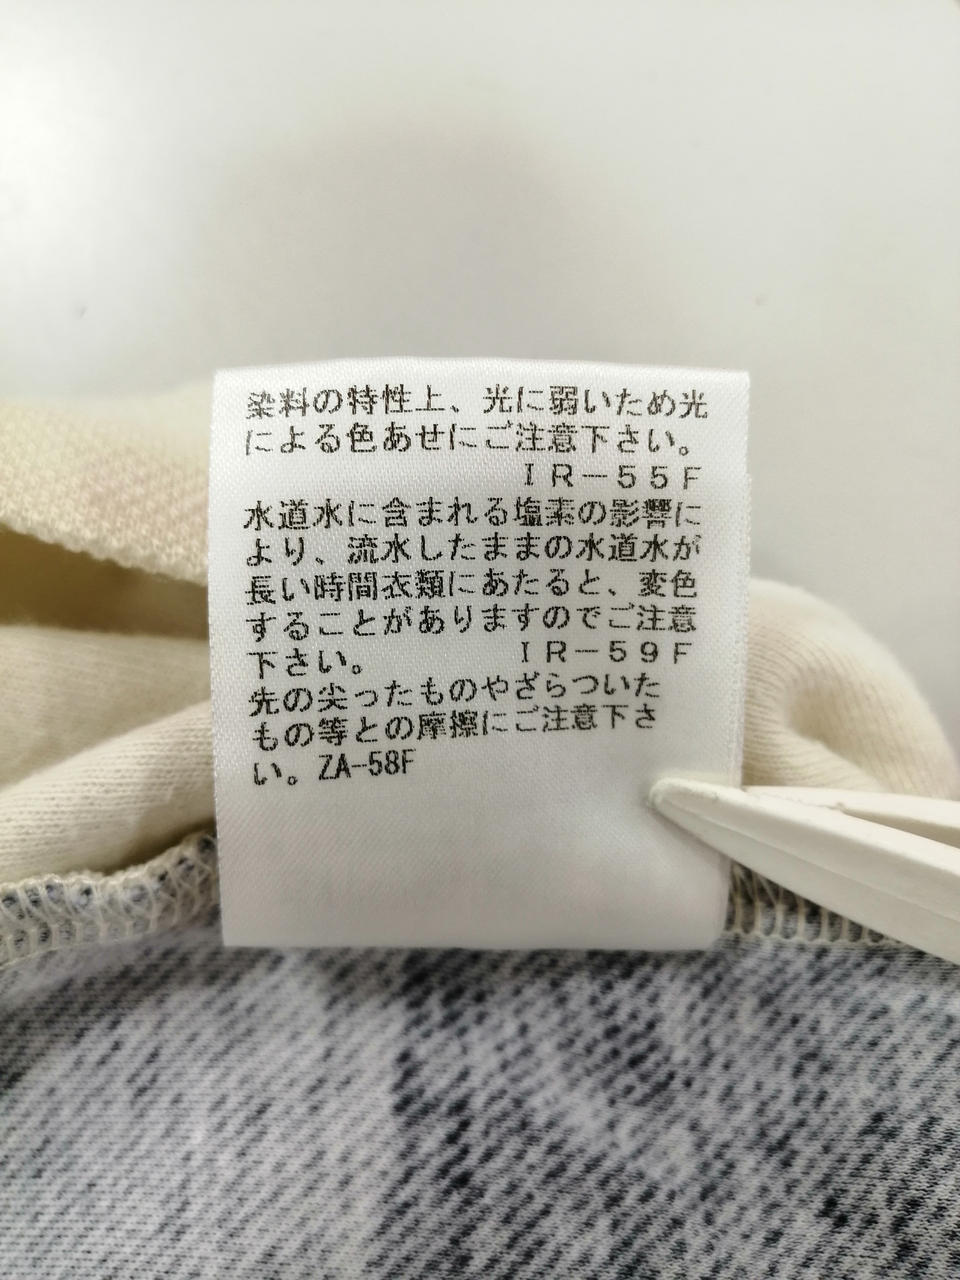 染料の特性上、光に弱いため光
による色あせにご注意下さい。
IR-55F
水道水に含まれる塩素の影響に
より、流水したままの水道水が
長い時間衣類にあたると、変色
することがありますのでご注意
下さい。 IR-59F
先の尖ったものやざらついた
もの等との摩擦にご注意下さ
い。ZA-58F